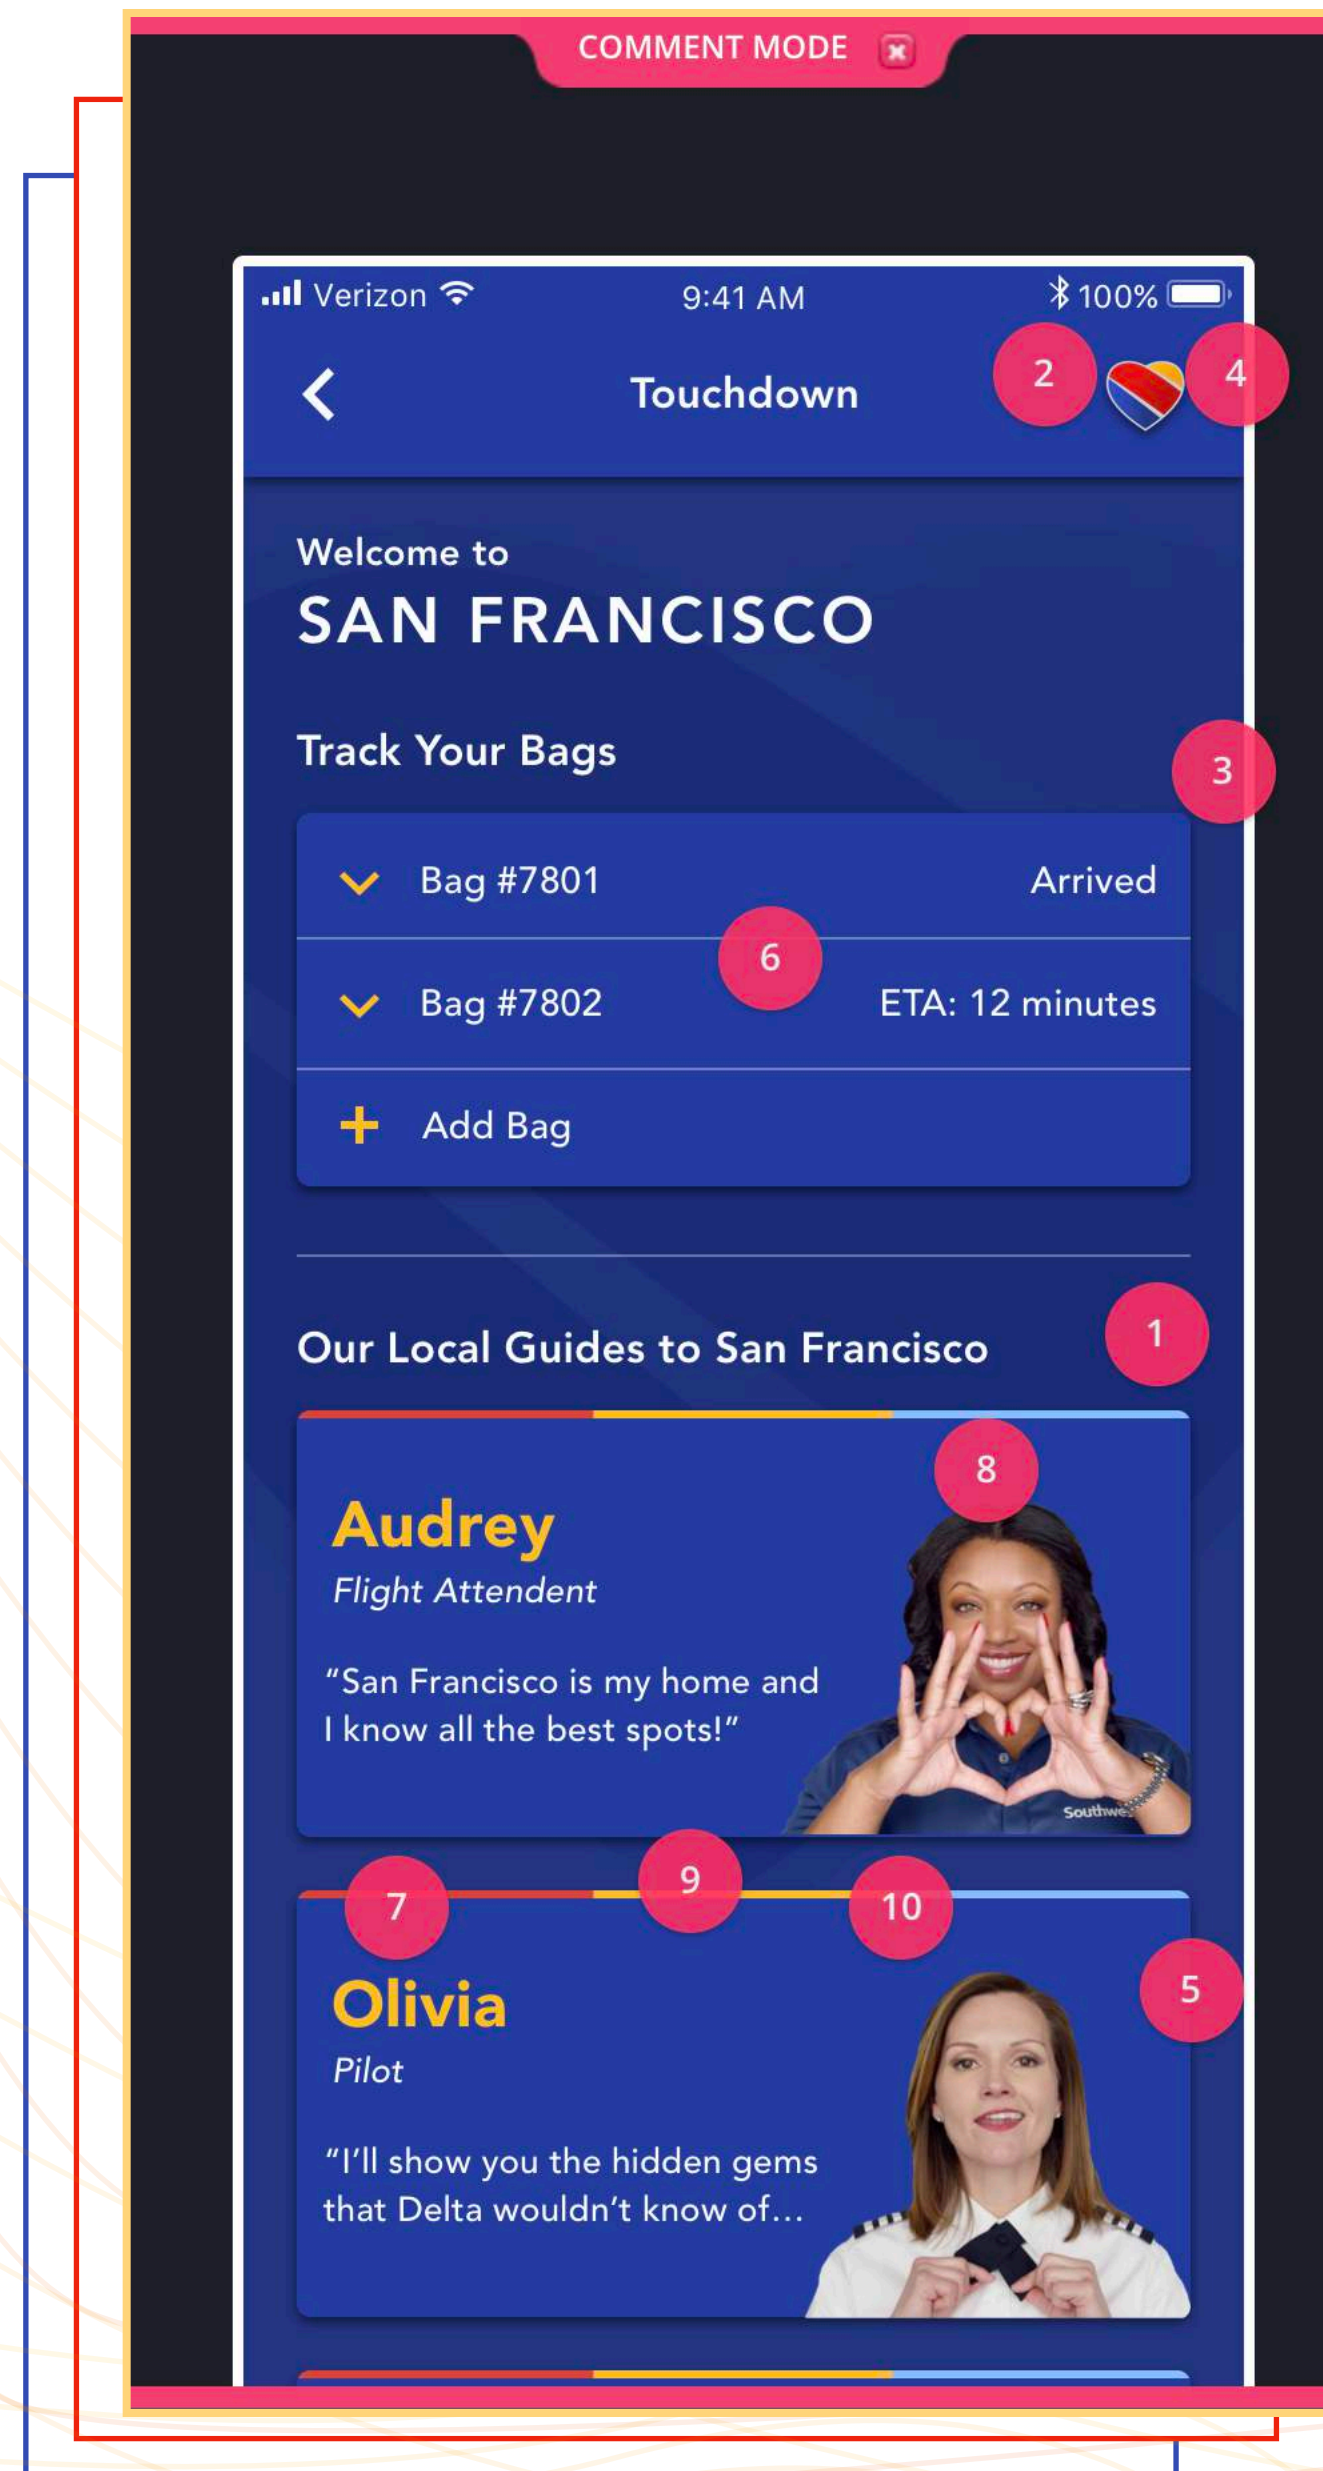 COMMENT MODE
Verizon 9:41 AM 100%
Touchdown 2 4
Welcome to
SAN FRANCISCO
Track Your Bags 3
Bag #7801 Arrived
6
Bag #7802 ETA: 12 minutes
Add Bag
Our Local Guides to San Francisco 1
8
Audrey
Flight Attendent
"San Francisco is my home and
I know all the best spots!"
7 9 10
5
Olivia
Pilot
"I'll show you the hidden gems
that Delta wouldn't know of...